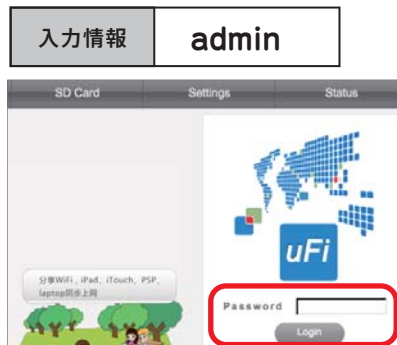 入力情報 admin
SD Card Settings Status
uFi
分享WiFi , iPad, iTouch, PSP,
laptop同步上网
Password
Login